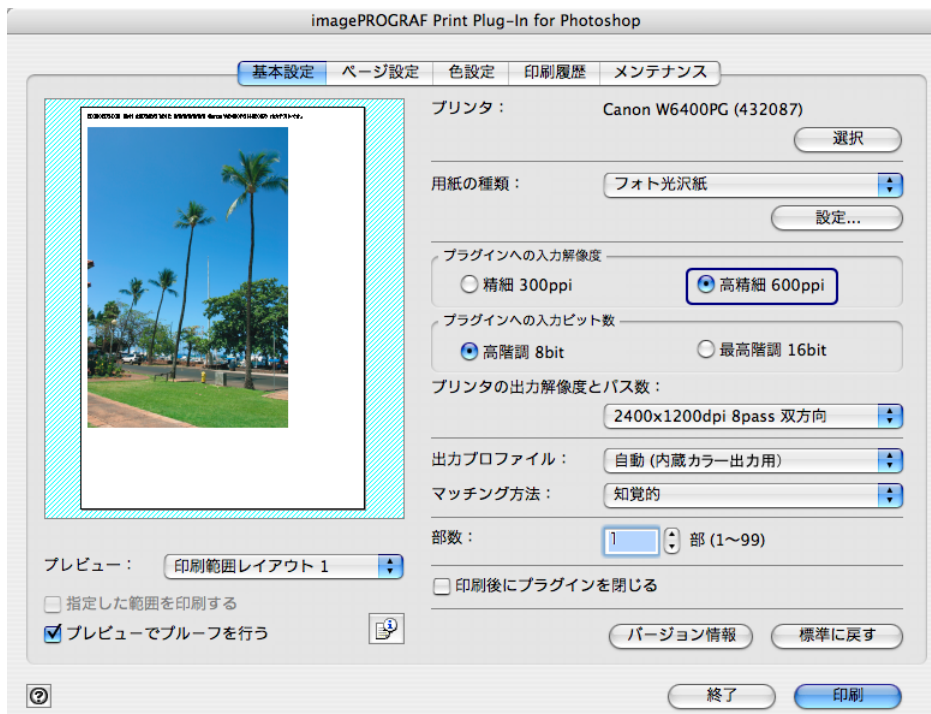 imagePROGRAF Print Plug-In for Photoshop
基本設定 ページ設定 色設定 印刷履歴 メンテナンス
プリンタ： Canon W6400PG (432087)
選択
用紙の種類： フォト光沢紙
設定...
プラグインへの入力解像度
精細 300ppi 高精細 600ppi
プラグインへの入力ビット数
高階調 8bit 最高階調 16bit
プリンタの出力解像度とパス数：
2400x1200dpi 8pass 双方向
出力プロファイル： 自動 (内蔵カラー出力用)
マッチング方法： 知覚的
部数： 1 部 (1〜99)
印刷後にプラグインを閉じる
プレビュー： 印刷範囲レイアウト 1
指定した範囲を印刷する
プレビューでプルーフを行う
バージョン情報 標準に戻す
終了 印刷